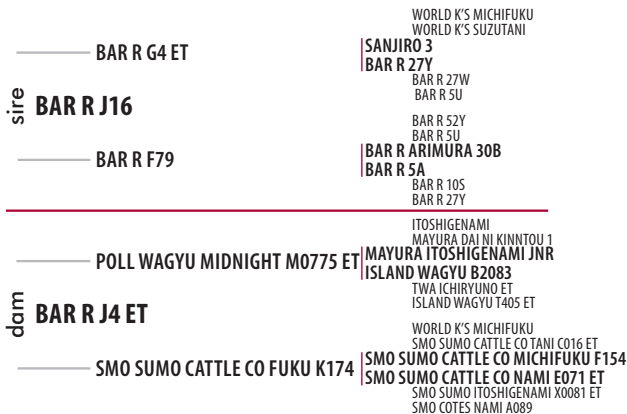 WORLD K'S MICHIFUKU
WORLD K'S SUZUTANI
BAR R G4 ET
SANJIRO 3
BAR R 27Y
BAR R 27W
BAR R 5U
sire
BAR R J16
BAR R 52Y
BAR R 5U
BAR R F79
BAR R ARIMURA 30B
BAR R 5A
BAR R 10S
BAR R 27Y
ITOSHIGENAMI
MAYURA DAI NI KINNTOU 1
POLL WAGYU MIDNIGHT M0775 ET
MAYURA ITOSHIGENAMI JNR
ISLAND WAGYU B2083
TWA ICHIRYUNO ET
ISLAND WAGYU T405 ET
dam
BAR R J4 ET
WORLD K'S MICHIFUKU
SMO SUMO CATTLE CO TANI C016 ET
SMO SUMO CATTLE CO FUKU K174
SMO SUMO CATTLE CO MICHIFUKU F154
SMO SUMO CATTLE CO NAMI E071 ET
SMO SUMO ITOSHIGENAMI X0081 ET
SMO COTES NAMI A089